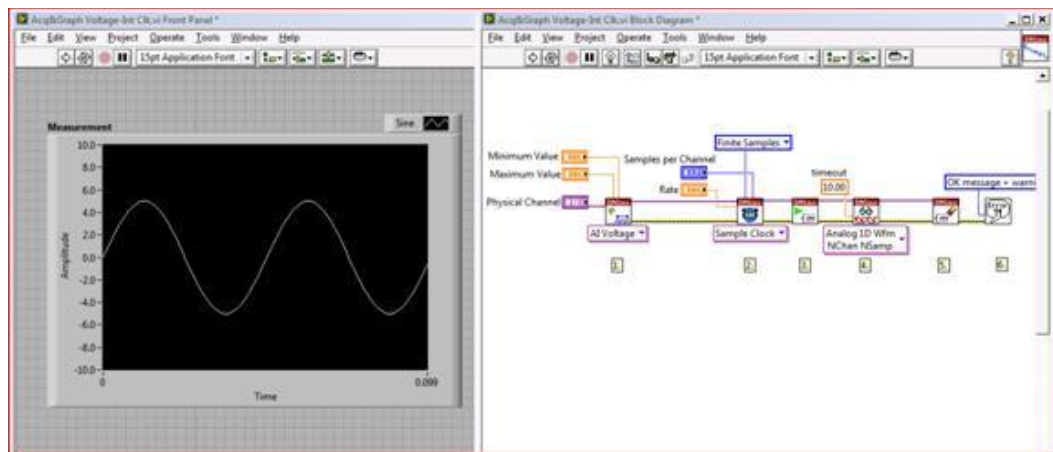 Acq&Graph Voltage-Int Clk.vi Front Panel *
File Edit View Project Operate Tools Window Help
15pt Application Font
Measurement
Sine
10.0
8.0
6.0
4.0
2.0
0.0
-2.0
-4.0
-6.0
-8.0
-10.0
Amplitude
0
0.099
Time
Acq&Graph Voltage-Int Clk.vi Block Diagram *
File Edit View Project Operate Tools Window Help
15pt Application Font
Finite Samples
Minimum Value
Samples per Channel
Maximum Value
timeout
Rate
10.00
OK message + warni
Physical Channel
AI Voltage
Sample Clock
Analog 1D Wfm
NChan NSamp
1.
2.
3.
4.
5.
6.